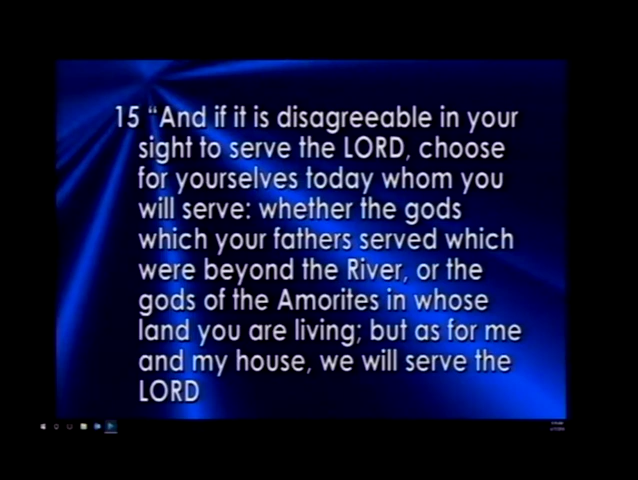 15 “And if it is disagreeable in your
sight to serve the LORD, choose
for yourselves today whom you
will serve: whether the gods
which your fathers served which
were beyond the River, or the
gods of the Amorites in whose
land you are living; but as for me
and my house, we will serve the
LORD